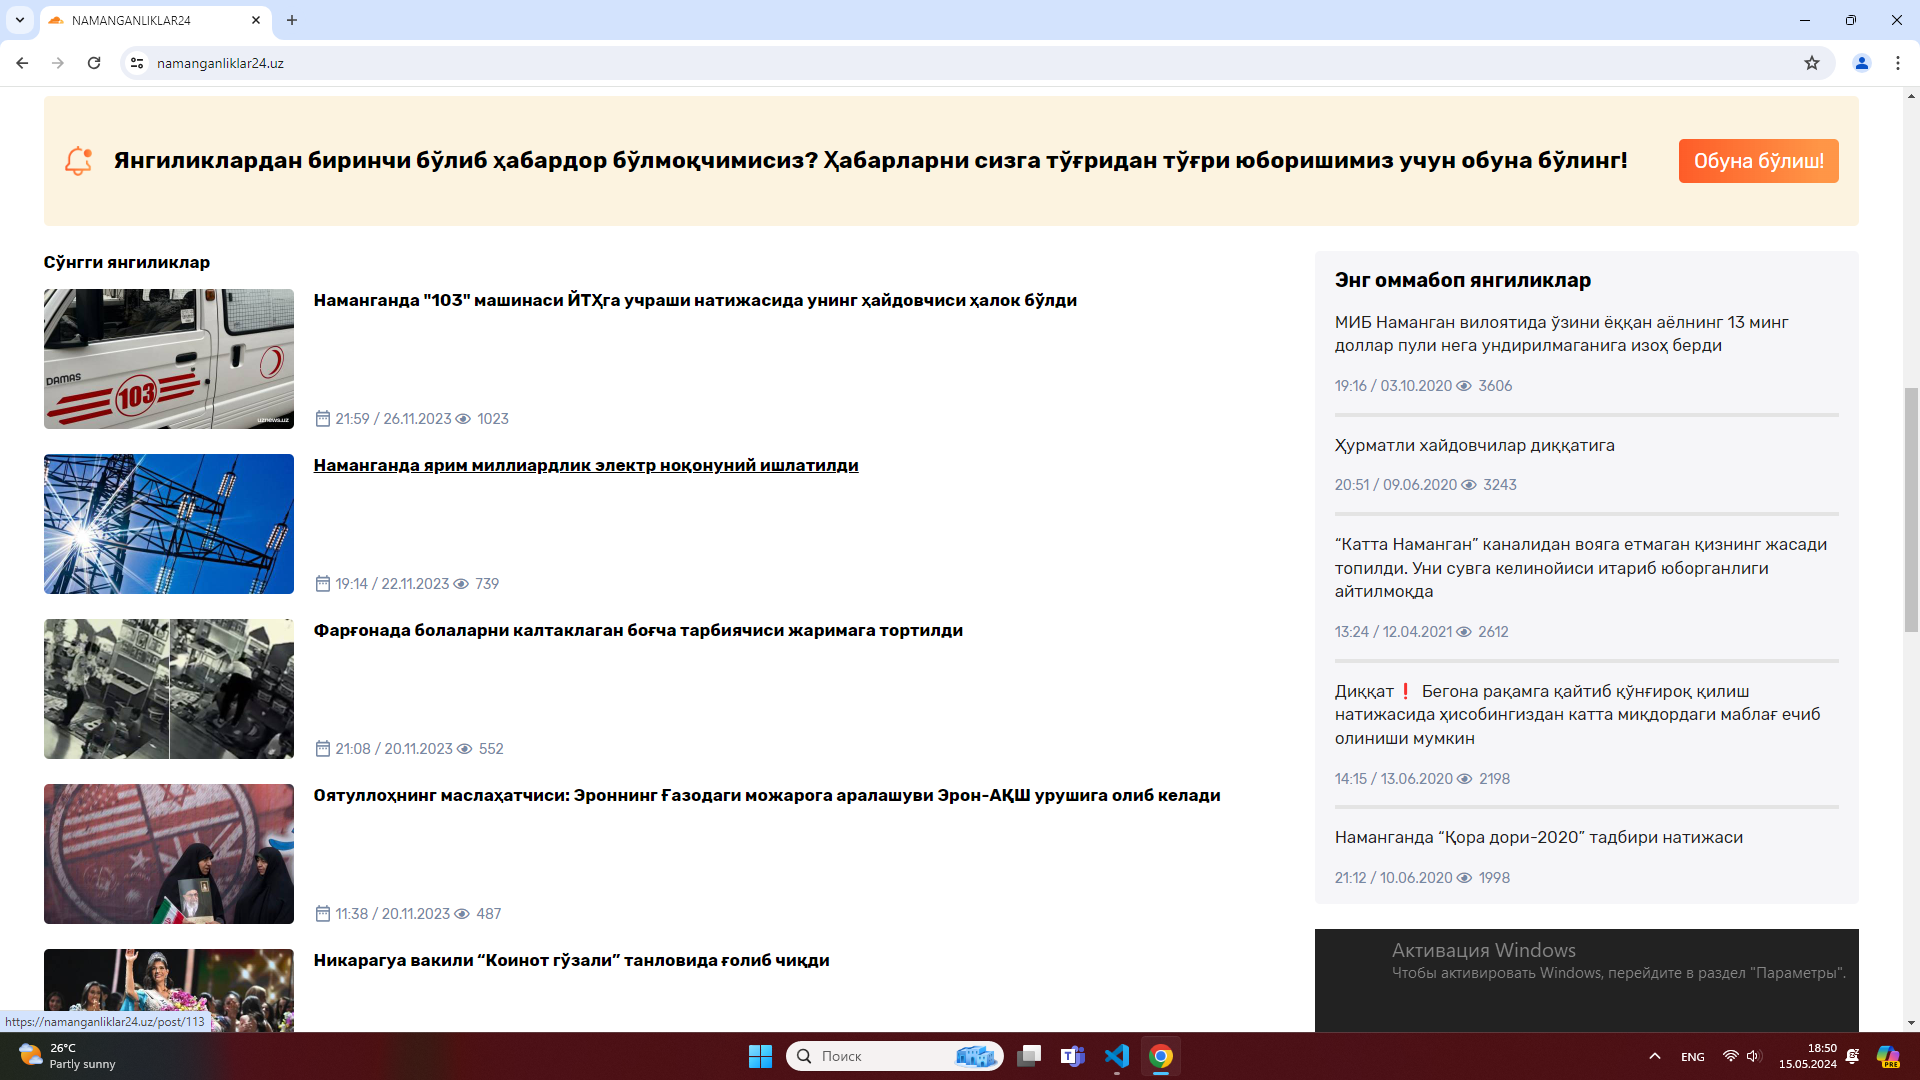 NAMANGANLIKLAR24
namanganliklar24.uz
Янгиликлардан биринчи бўлиб ҳабардор бўлмоқчимисиз? Ҳабарларни сизга тўғридан тўғри юборишимиз учун обуна бўлинг!
Обуна бўлиш!
Сўнгги янгиликлар
Наманганда "103" машинаси ЙТҲга учраши натижасида унинг ҳайдовчиси ҳалок бўлди
DAMAS
103
uznews.uz
21:59 / 26.11.2023 1023
Наманганда ярим миллиардлик электр ноқонуний ишлатилди
19:14 / 22.11.2023 739
Фарғонада болаларни калтаклаган боғча тарбиячиси жаримага тортилди
21:08 / 20.11.2023 552
Оятуллоҳнинг маслаҳатчиси: Эроннинг Ғазодаги можарога аралашуви Эрон-АҚШ урушига олиб келади
11:38 / 20.11.2023 487
Никарагуа вакили “Коинот гўзали” танловида ғолиб чиқди
Энг оммабоп янгиликлар
МИБ Наманган вилоятида ўзини ёққан аёлнинг 13 минг
доллар пули нега ундирилмаганига изоҳ берди
19:16 / 03.10.2020 3606
Ҳурматли хайдовчилар диққатига
20:51 / 09.06.2020 3243
“Катта Наманган” каналидан вояга етмаган қизнинг жасади
топилди. Уни сувга келинойиси итариб юборганлиги
айтилмоқда
13:24 / 12.04.2021 2612
Диққат❗ Бегона рақамга қайтиб қўнғироқ қилиш
натижасида ҳисобингиздан катта миқдордаги маблағ ечиб
олиниши мумкин
14:15 / 13.06.2020 2198
Наманганда “Қора дори-2020” тадбири натижаси
21:12 / 10.06.2020 1998
Активация Windows
Чтобы активировать Windows, перейдите в раздел "Параметры".
https://namanganliklar24.uz/post/113
26°C
Partly sunny
Поиск
ENG
18:50
15.05.2024
PRE